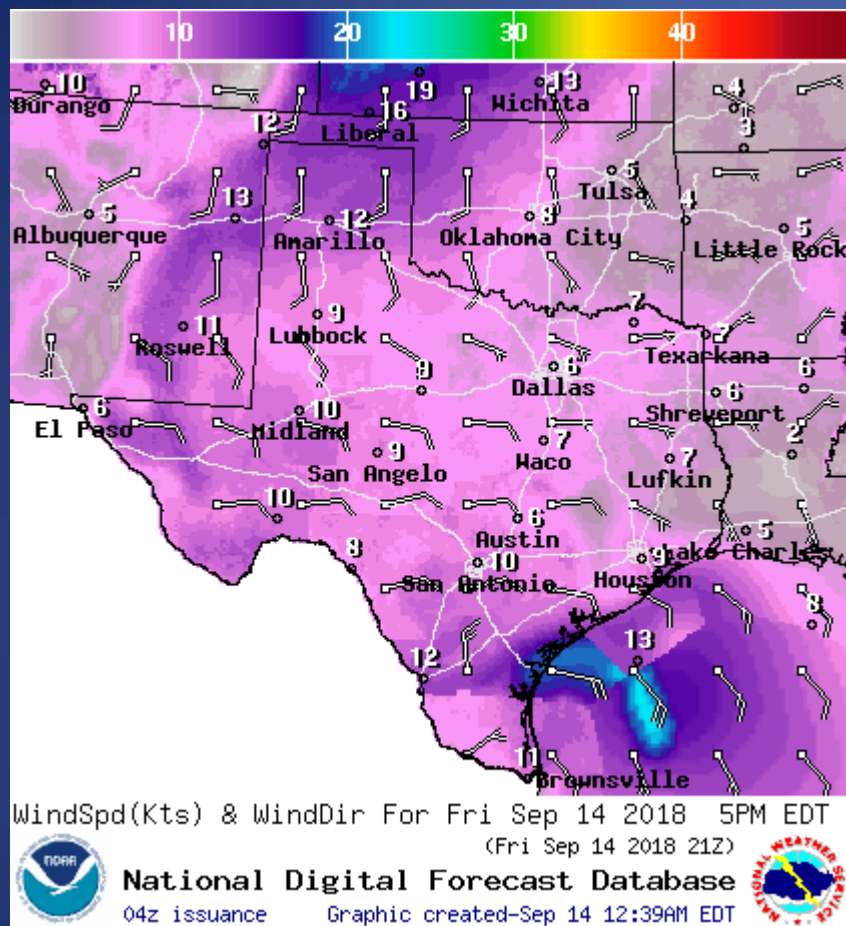 10 20 30 40
10 19 13
Durango Wichita 4
16
12 Liberal 3
5
Tulsa
5 13 12 8 4 5
Albuquerque Amarillo Oklahoma City Little Rock
11 9 7 7
Roswell Lubbock Texarkana
9 6
Dallas 6 6
6 10 Shreveport
El Paso Midland
9 7 2
San Angelo Waco 7
Lufkin
10 6 5
Austin
8 10 9 Lake Charles
San Antonio Houston
8
12 13
11
Brownsville
WindSpd(Kts) & WindDir For Fri Sep 14 2018 5PM EDT
(Fri Sep 14 2018 21Z)
NOAA
National Digital Forecast Database
04z issuance Graphic created-Sep 14 12:39AM EDT
NATIONAL WEATHER SERVICE